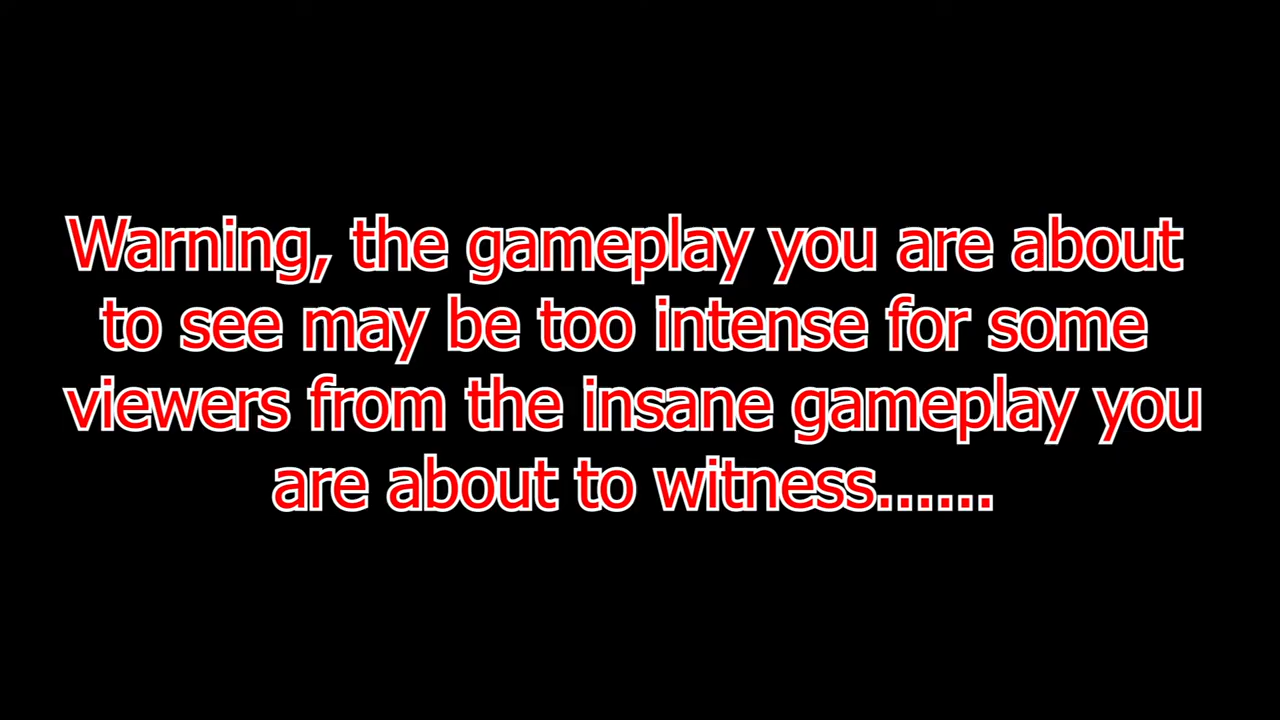 Warning, the gameplay you are about
to see may be too intense for some
viewers from the insane gameplay you
are about to witness......